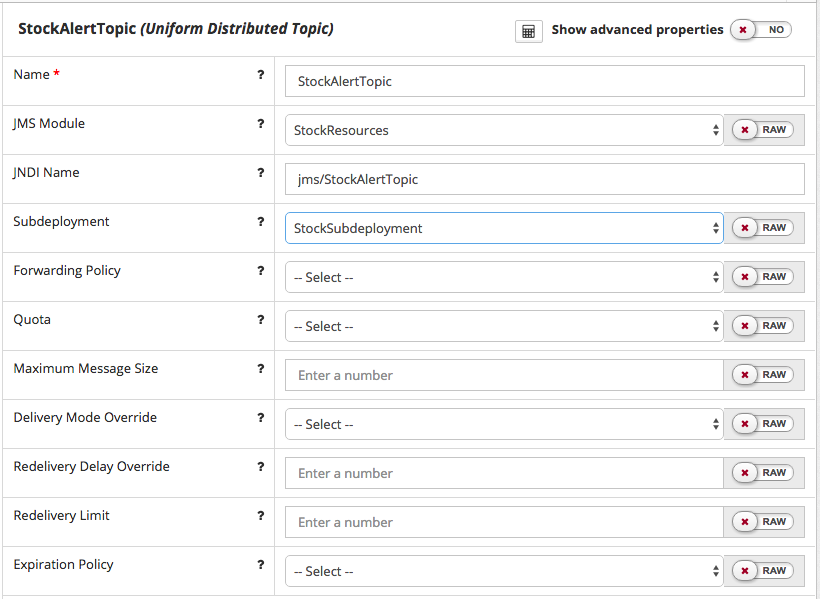 StockAlertTopic (Uniform Distributed Topic) Show advanced properties NO
Name * ? StockAlertTopic
JMS Module ? StockResources RAW
JNDI Name ? jms/StockAlertTopic
Subdeployment ? StockSubdeployment RAW
Forwarding Policy ? -- Select -- RAW
Quota ? -- Select -- RAW
Maximum Message Size ? Enter a number RAW
Delivery Mode Override ? -- Select -- RAW
Redelivery Delay Override ? Enter a number RAW
Redelivery Limit ? Enter a number RAW
Expiration Policy ? -- Select -- RAW